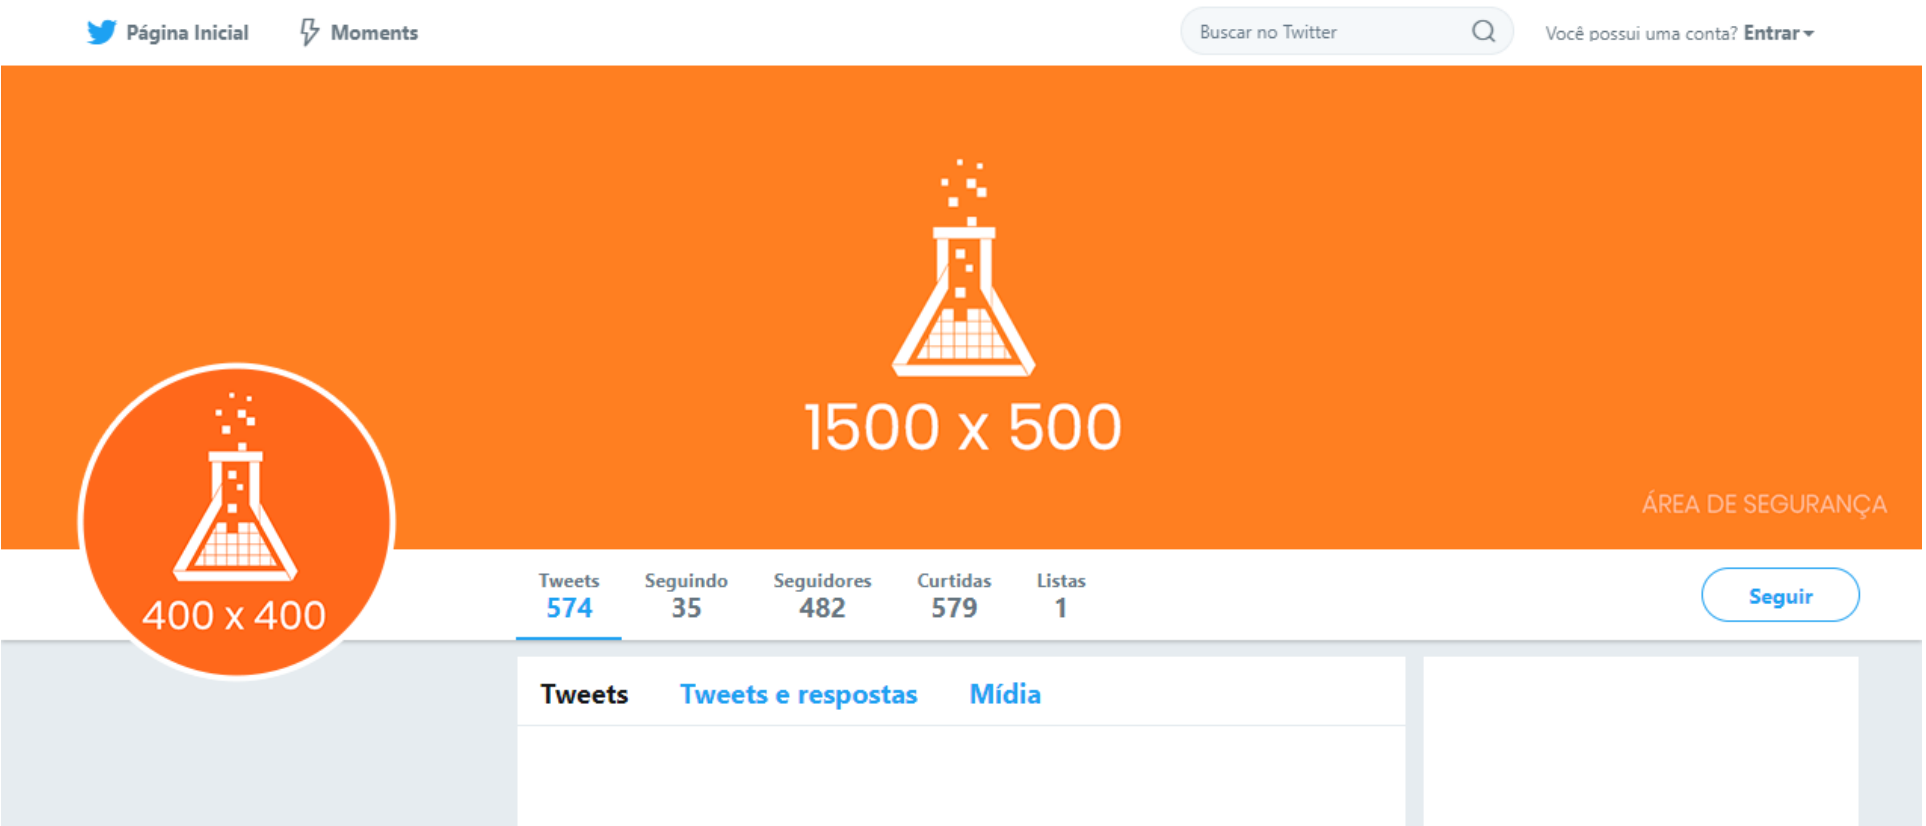 Página Inicial
Moments
Buscar no Twitter
Você possui uma conta? Entrar
1500 x 500
ÁREA DE SEGURANÇA
400 x 400
Tweets Seguindo Seguidores Curtidas Listas
574 35 482 579 1
Seguir
Tweets Tweets e respostas Mídia